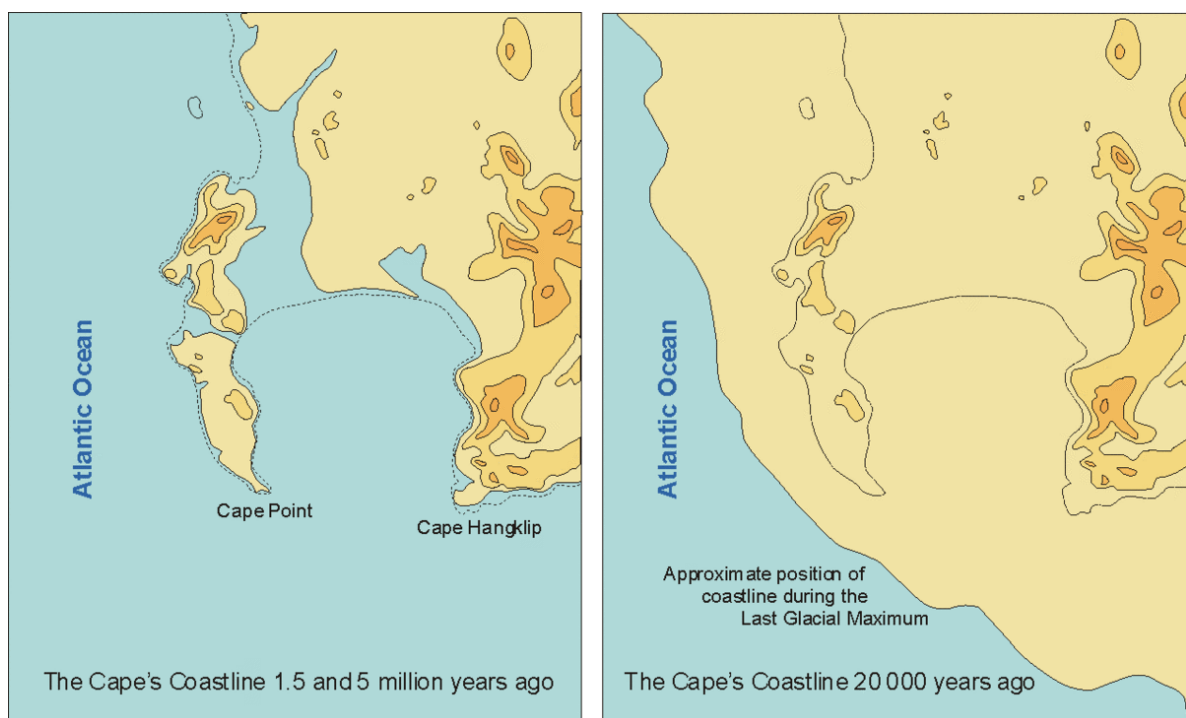 Atlantic Ocean
Cape Point
Cape Hangklip
The Cape's Coastline 1.5 and 5 million years ago
Atlantic Ocean
Approximate position of
coastline during the
Last Glacial Maximum
The Cape's Coastline 20 000 years ago